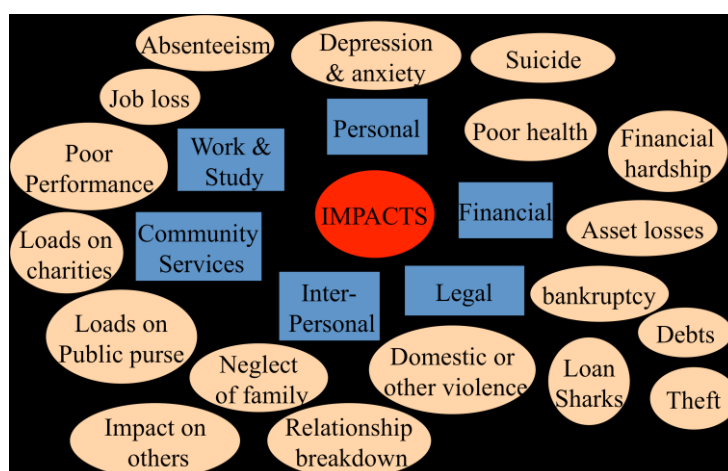 Absenteeism
Depression
& anxiety
Suicide
Job loss
Personal
Poor health
Financial
hardship
Poor
Performance
Work &
Study
IMPACTS
Financial
Asset losses
Loads on
charities
Community
Services
Inter-
Personal
Legal
bankruptcy
Debts
Loads on
Public purse
Neglect
of family
Domestic or
other violence
Loan
Sharks
Theft
Impact on
others
Relationship
breakdown